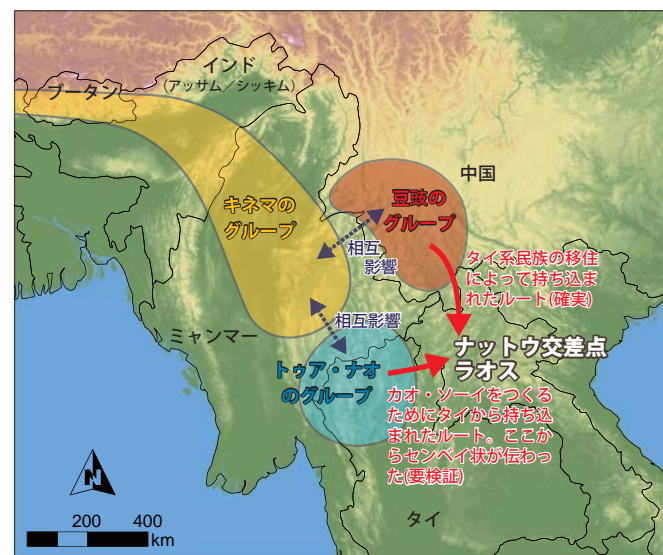 インド
(アッサム／シッキム)
ブータン
中国
キネマの
グループ
豆豉の
グループ
相互
影響
タイ系民族の移住
によって持ち込ま
れたルート(確実)
相互影響
ミャンマー
ナットウ交差点
ラオス
トゥア・ナオ
のグループ
カオ・ソーイをつくる
ためにタイから持ち込
まれたルート。ここか
らセンベイ状が伝わっ
た(要検証)
N
200 400
km
タイ